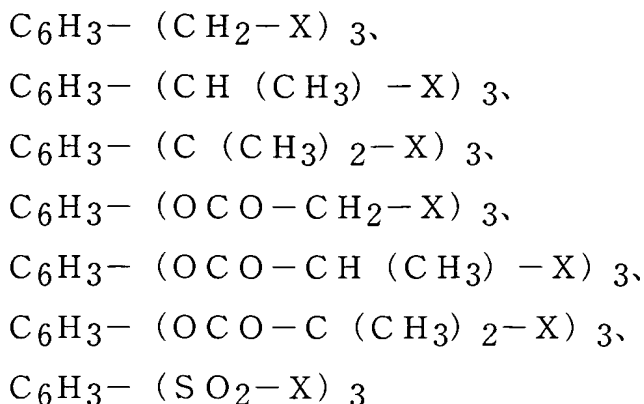 C₆H₃－（CH₂－X）₃、
C₆H₃－（CH（CH₃）－X）₃、
C₆H₃－（C（CH₃）₂－X）₃、
C₆H₃－（OCO－CH₂－X）₃、
C₆H₃－（OCO－CH（CH₃）－X）₃、
C₆H₃－（OCO－C（CH₃）₂－X）₃、
C₆H₃－（SO₂－X）₃